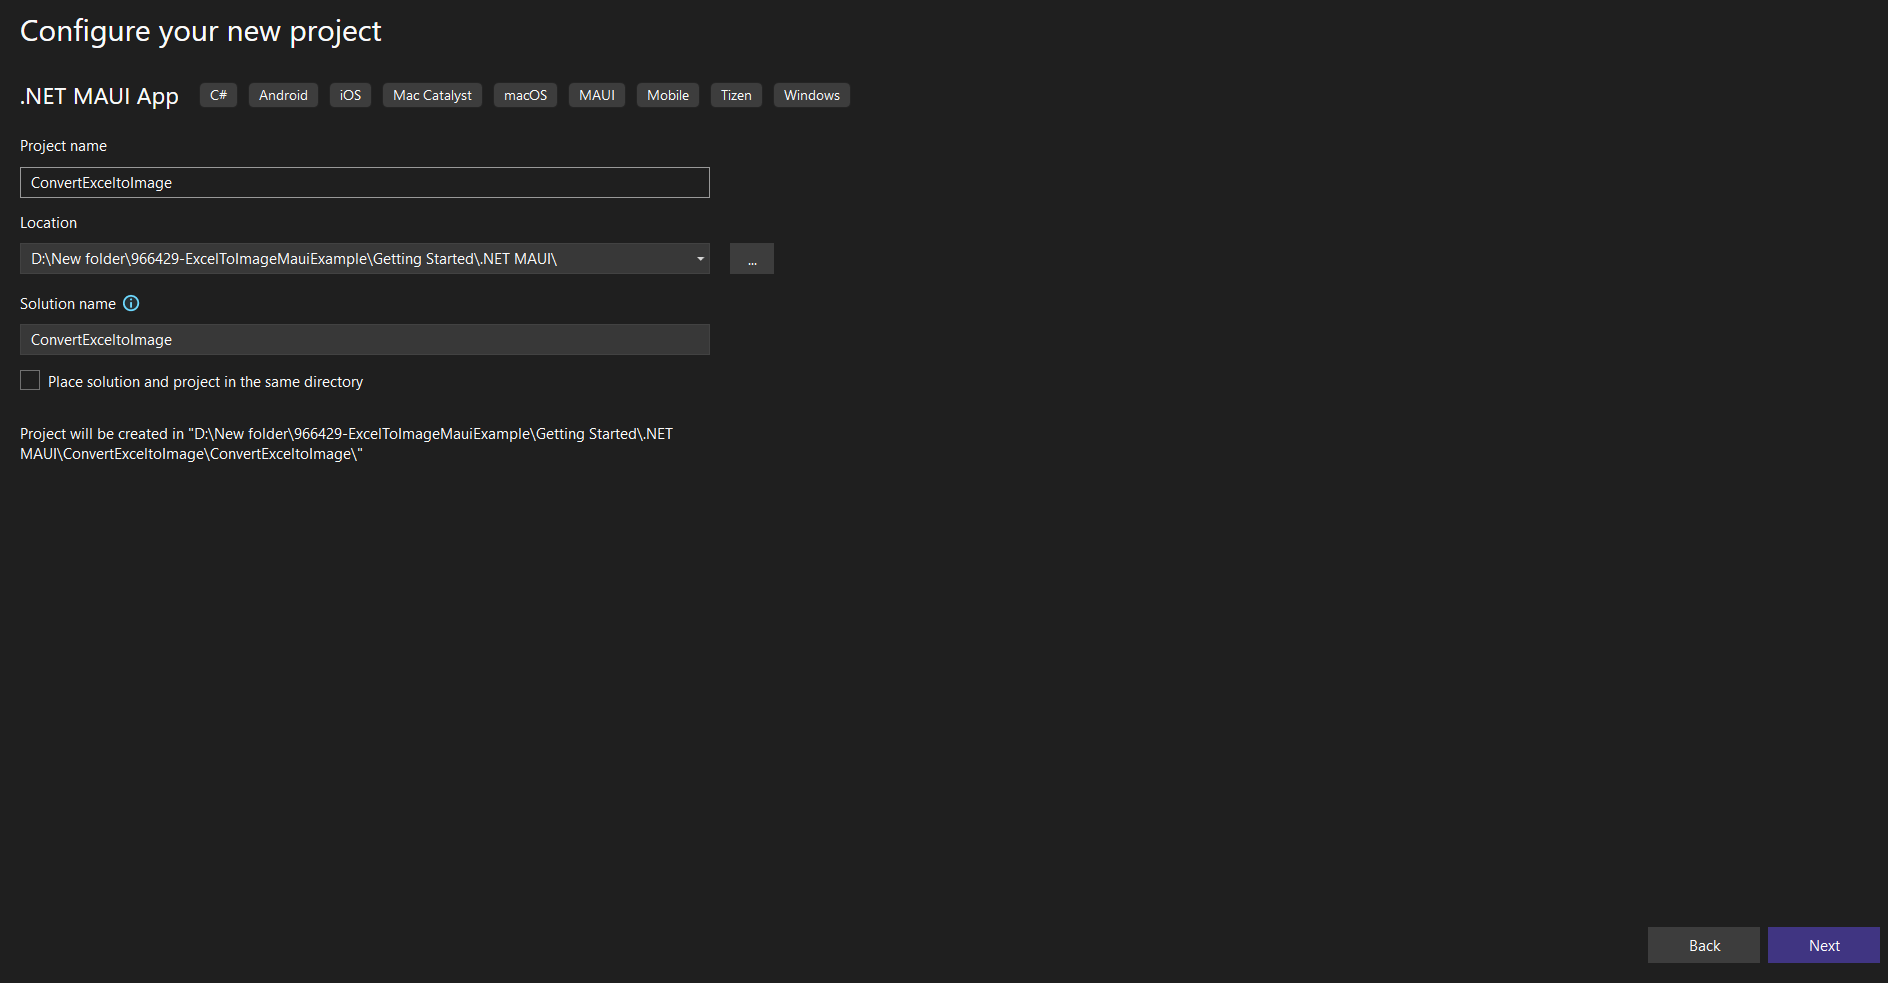 Configure your new project
.NET MAUI App C# Android iOS Mac Catalyst macOS MAUI Mobile Tizen Windows
Project name
ConvertExceltoImage
Location
D:\New folder\966429-ExcelToImageMauiExample\Getting Started\.NET MAUI\
...
Solution name
ConvertExceltoImage
Place solution and project in the same directory
Project will be created in "D:\New folder\966429-ExcelToImageMauiExample\Getting Started\.NET
MAUI\ConvertExceltoImage\ConvertExceltoImage\"
Back Next